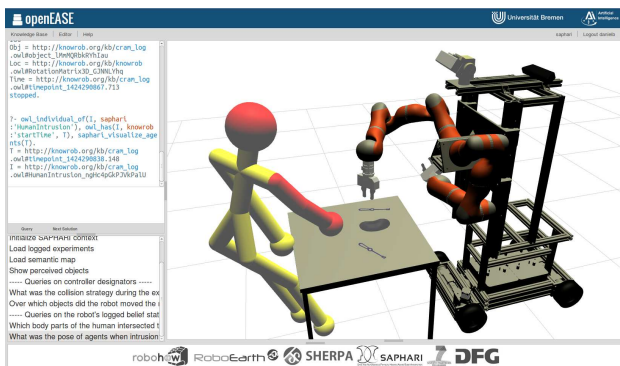 openEASE
Universität Bremen
Artificial
Intelligence
Knowledge Base
Editor
Help
saphari
Logout danielb
Obj = http://knowrob.org/kb/cram_log
.owl#object_lMmMQRbkRYhIau
Loc = http://knowrob.org/kb/knowrob
.owl#RotationMatrix3D_GJNNLYhq
Time = http://knowrob.org/kb/cram_log
.owl#timepoint_1424290867.713
stopped.
?- owl_individual_of(I, saphari
:'HumanIntrusion'), owl_has(I, knowrob
:'startTime', T), saphari_visualize_age
nts(T).
T = http://knowrob.org/kb/cram_log
.owl#timepoint_1424290838.148
I = http://knowrob.org/kb/cram_log
.owl#HumanIntrusion_ngHc4pGkPJVkPalU
Query
Next Solution
Initialize SAPHARI context
Load logged experiments
Load semantic map
Show perceived objects
----- Queries on controller designators -----
What was the collision strategy during the ex
Over which objects did the robot moved the
----- Queries on the robot's logged belief stat
Which body parts of the human intersected t
What was the pose of agents when intrusion
robohow
RoboEarth
SHERPA
SAPHARI
DFG